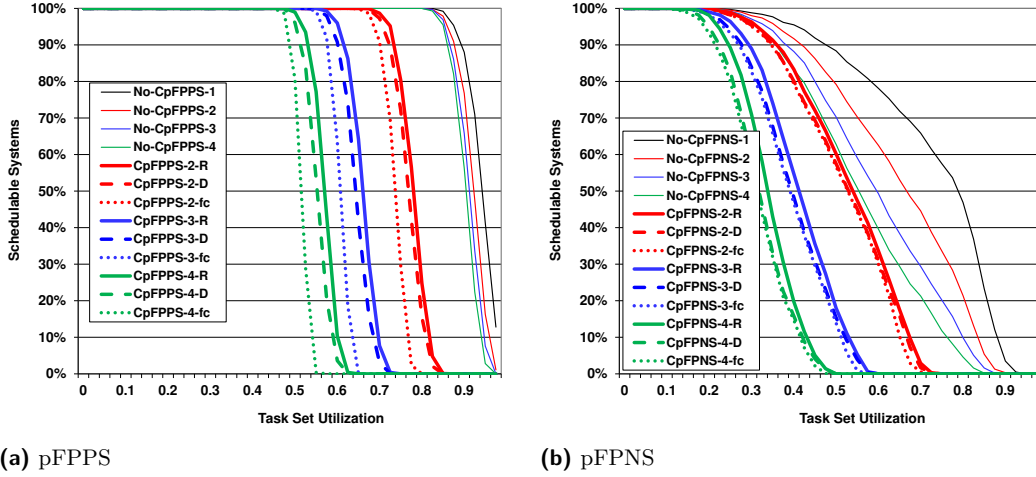 100%
90%
80%
70%
60%
50%
40%
30%
20%
10%
0%
Schedulable Systems
No-CpFPPS-1
No-CpFPPS-2
No-CpFPPS-3
No-CpFPPS-4
CpFPPS-2-R
CpFPPS-2-D
CpFPPS-2-fc
CpFPPS-3-R
CpFPPS-3-D
CpFPPS-3-fc
CpFPPS-4-R
CpFPPS-4-D
CpFPPS-4-fc
0 0.1 0.2 0.3 0.4 0.5 0.6 0.7 0.8 0.9
Task Set Utilization
(a) pFPPS
100%
90%
80%
70%
60%
50%
40%
30%
20%
10%
0%
Schedulable Systems
No-CpFPNS-1
No-CpFPNS-2
No-CpFPNS-3
No-CpFPNS-4
CpFPNS-2-R
CpFPNS-2-D
CpFPNS-2-fc
CpFPNS-3-R
CpFPNS-3-D
CpFPNS-3-fc
CpFPNS-4-R
CpFPNS-4-D
CpFPNS-4-fc
0 0.1 0.2 0.3 0.4 0.5 0.6 0.7 0.8 0.9
Task Set Utilization
(b) pFPNS